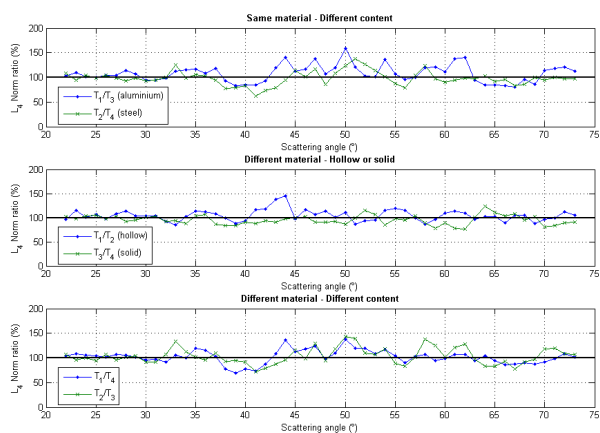 Same material - Different content
200
150
100
50
0
L4 Norm ratio (%)
T1/T3 (aluminium)
T2/T4 (steel)
20 25 30 35 40 45 50 55 60 65 70 75
Scattering angle (°)
Different material - Hollow or solid
200
150
100
50
0
L4 Norm ratio (%)
T1/T2 (hollow)
T3/T4 (solid)
20 25 30 35 40 45 50 55 60 65 70 75
Scattering angle (°)
Different material - Different content
200
150
100
50
0
L4 Norm ratio (%)
T1/T4
T2/T3
20 25 30 35 40 45 50 55 60 65 70 75
Scattering angle (°)